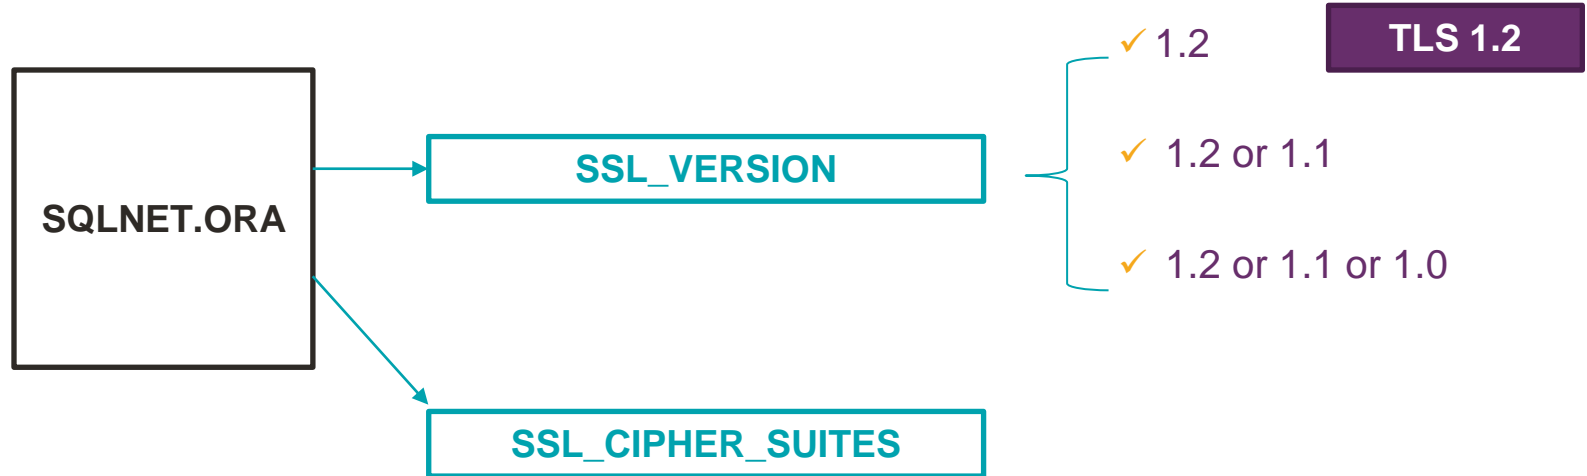 ✓ 1.2
TLS 1.2
SSL_VERSION
✓ 1.2 or 1.1
SQLNET.ORA
✓ 1.2 or 1.1 or 1.0
SSL_CIPHER_SUITES